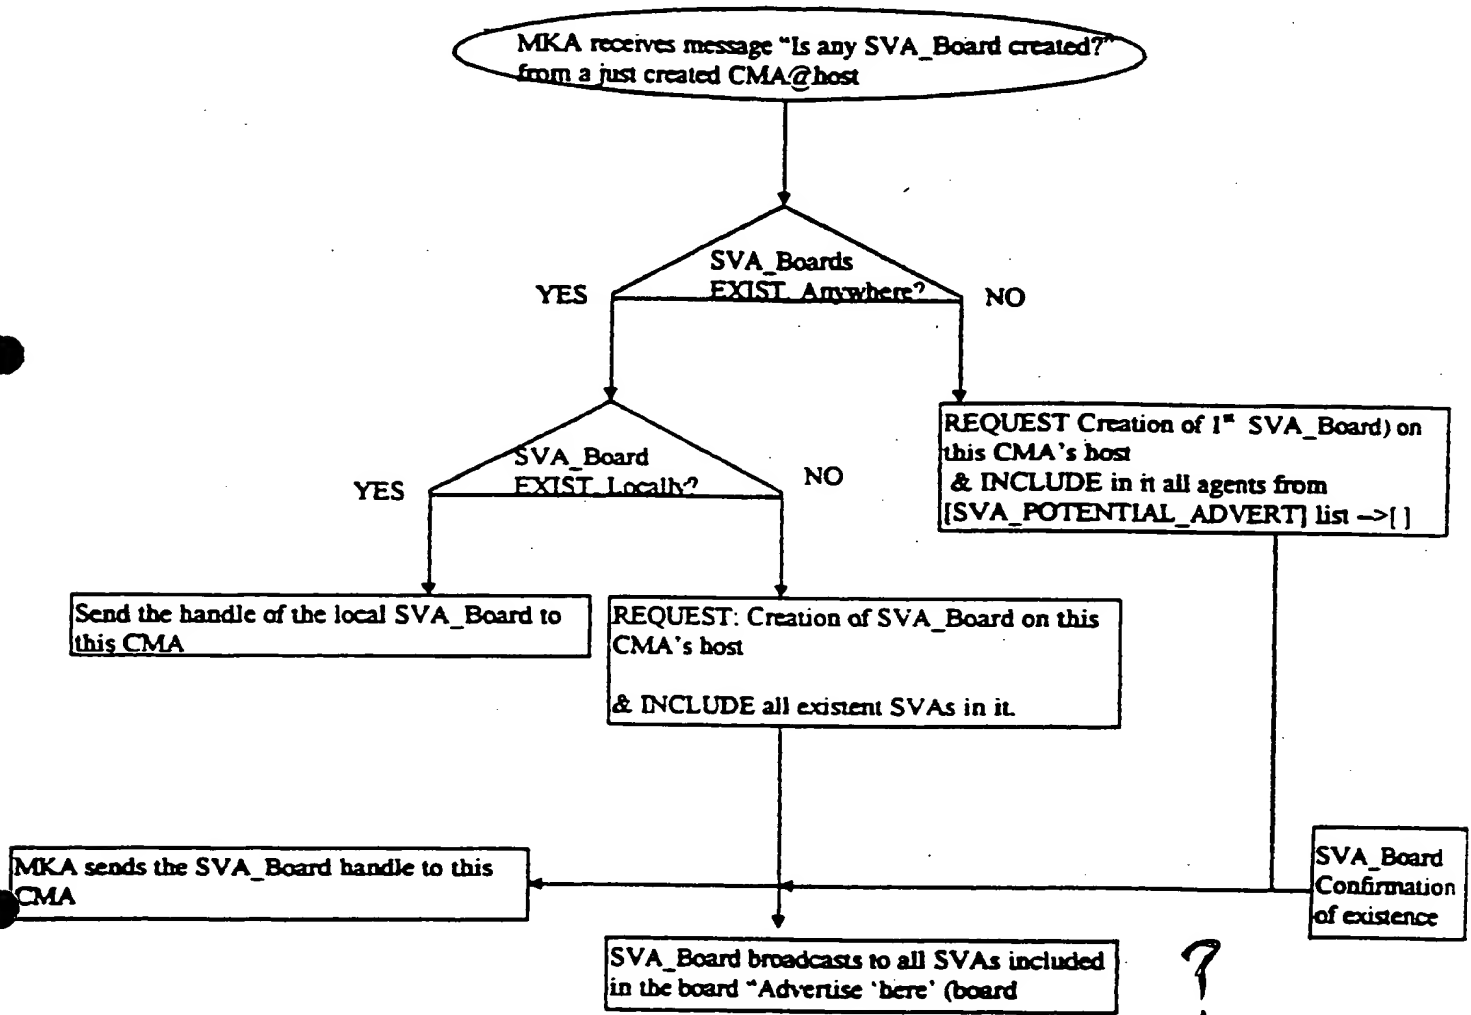 MKA receives message "Is any SVA_Board created?"
from a just created CMA@host
SVA_Boards
EXIST Anywhere?
YES
NO
SVA_Board
EXIST Locally?
YES
NO
REQUEST Creation of 1st SVA_Board) on
this CMA's host
& INCLUDE in it all agents from
[SVA_POTENTIAL_ADVERT] list -->[ ]
Send the handle of the local SVA_Board to
this CMA
REQUEST: Creation of SVA_Board on this
CMA's host
& INCLUDE all existent SVAs in it.
MKA sends the SVA_Board handle to this
CMA
SVA_Board
Confirmation
of existence
SVA_Board broadcasts to all SVAs included
in the board "Advertise 'here' (board
?